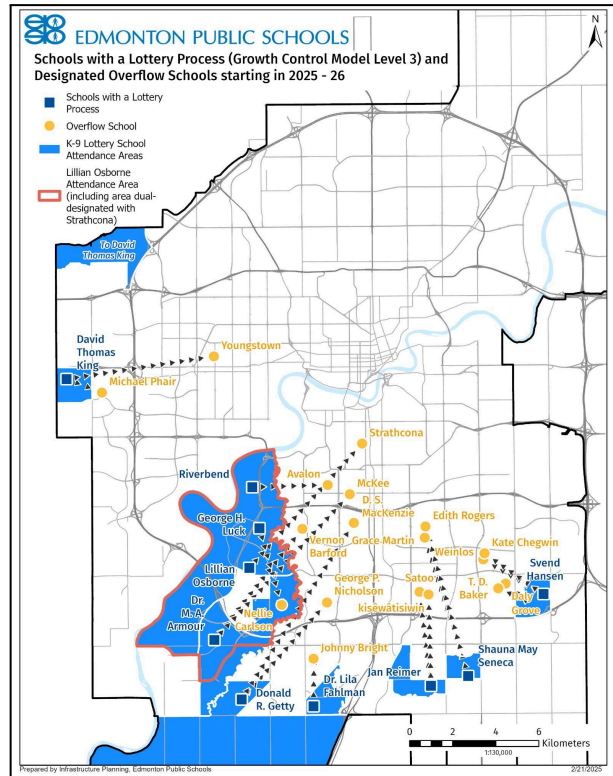 EDMONTON PUBLIC SCHOOLS
Schools with a Lottery Process (Growth Control Model Level 3) and
Designated Overflow Schools starting in 2025 - 26
N
Schools with a Lottery
Process
Overflow School
K-9 Lottery School
Attendance Areas
Lillian Osborne
Attendance Area
(including area dual-
designated with
Strathcona)
To David
Thomas King
David
Thomas
King
Youngstown
Michael Phair
Strathcona
Riverbend
Avalon
McKee
D. S.
MacKenzie
George H.
Luck
Edith Rogers
Vernon
Barford
Grace Martin
Kate Chegwin
Weinlos
Lillian
Osborne
Svend
Hansen
George P.
Nicholson
Satoo
T. D.
Baker
Daly
Grove
Dr.
M. A.
Armour
Nellie
Carlson
kisêwâtisiwin
Johnny Bright
Shauna May
Seneca
Jan Reimer
Dr. Lila
Fahlman
Donald
R. Getty
0 2 4 6
Kilometers
1:130,000
Prepared by Infrastructure Planning, Edmonton Public Schools
2/21/2025